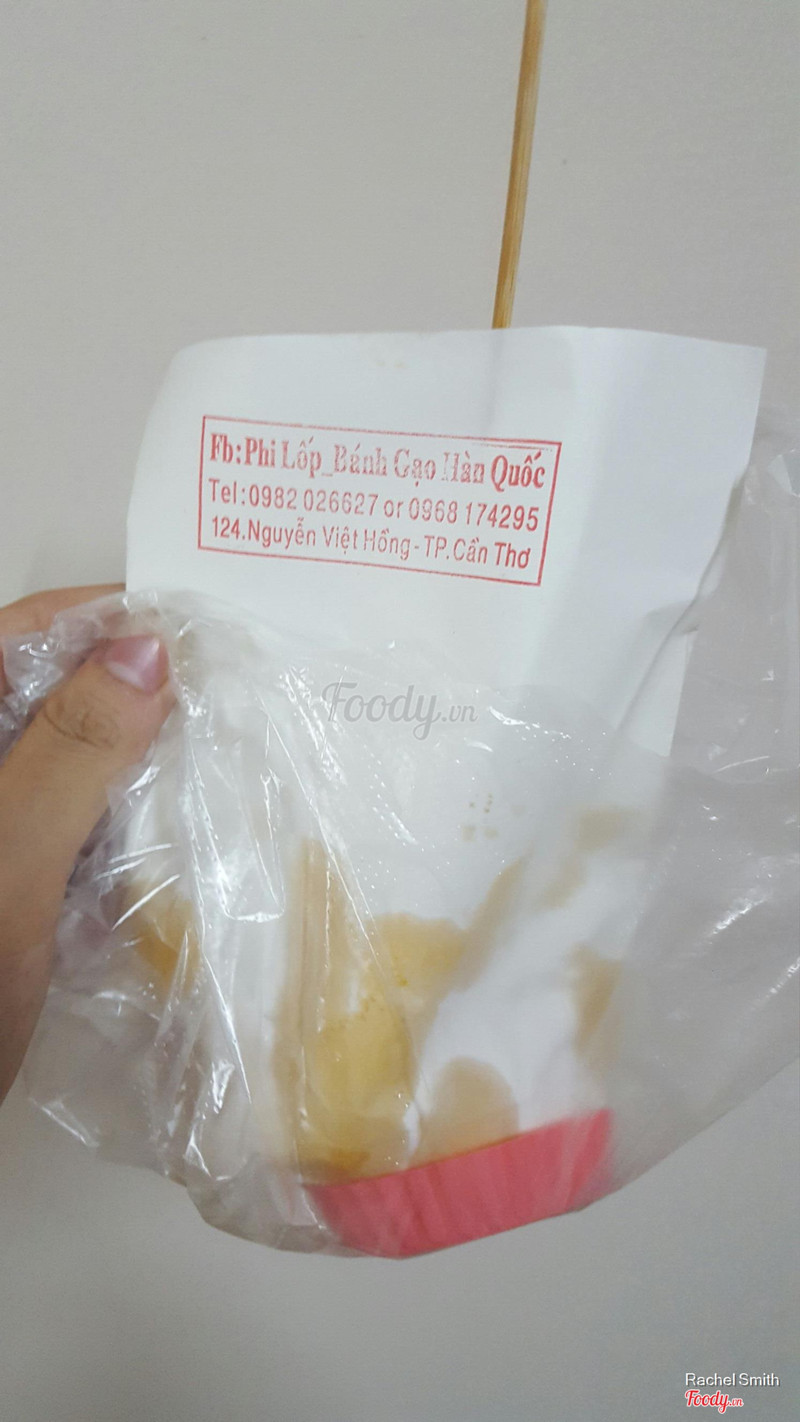 Fb:Phi Lốp_Bánh Gạo Hàn Quốc
Tel:0982 026627 or 0968 174295
124.Nguyễn Việt Hồng-TP.Cần Thơ
Foody.vn
Rachel Smith
Foody.vn